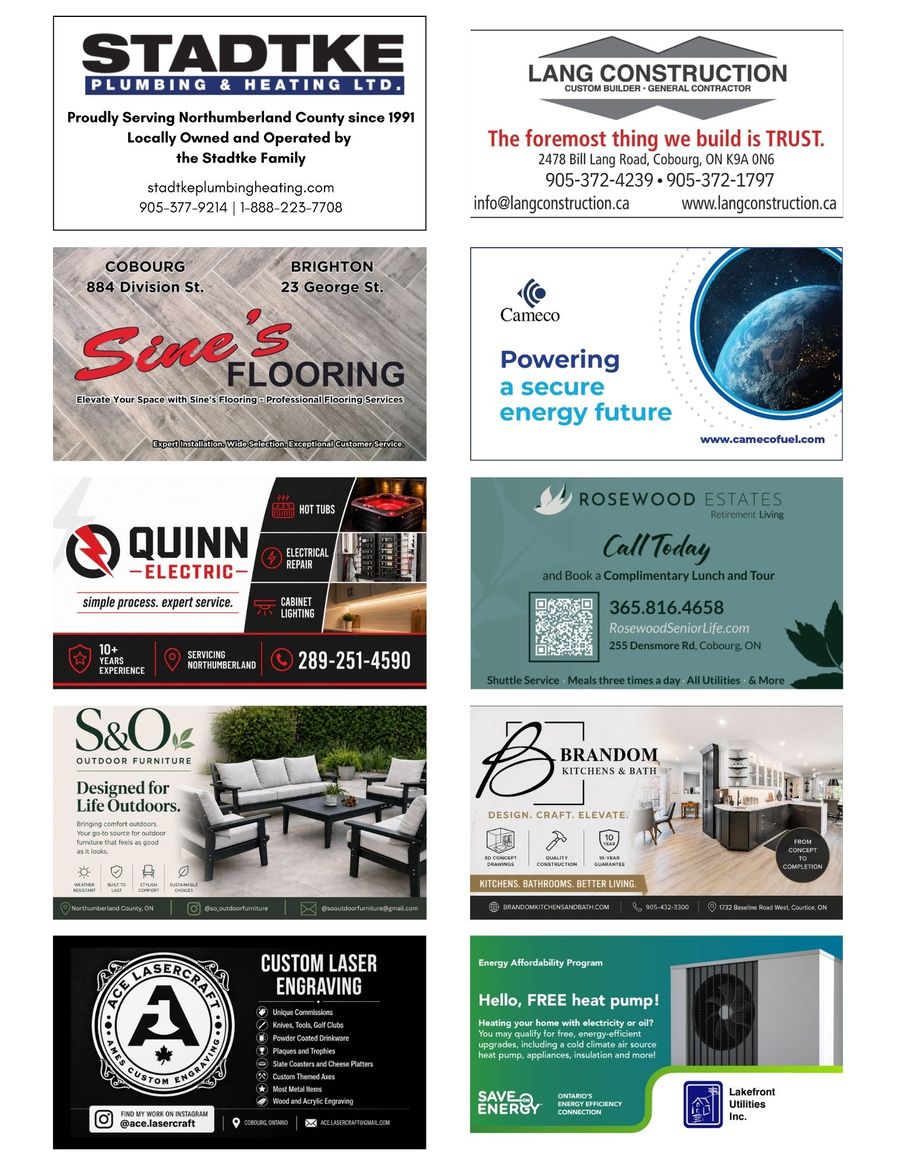 STADTKE
PLUMBING & HEATING LTD.
Proudly Serving Northumberland County since 1991
Locally Owned and Operated by
the Stadtke Family
stadtkeplumbingheating.com
905-377-9214 | 1-888-223-7708
LANG CONSTRUCTION
CUSTOM BUILDER • GENERAL CONTRACTOR
The foremost thing we build is TRUST.
2478 Bill Lang Road, Cobourg, ON K9A 0N6
905-372-4239 • 905-372-1797
info@langconstruction.ca www.langconstruction.ca
COBOURG
884 Division St.
BRIGHTON
23 George St.
Sine's
FLOORING
Elevate Your Space with Sine's Flooring - Professional Flooring Services
Expert Installation. Wide Selection. Exceptional Customer Service.
Cameco
Powering
a secure
energy future
www.camecofuel.com
QUINN
ELECTRIC
simple process. expert service.
HOT TUBS
ELECTRICAL
REPAIR
CABINET
LIGHTING
10+
YEARS
EXPERIENCE
SERVICING
NORTHUMBERLAND
289-251-4590
ROSEWOOD ESTATES
Retirement Living
Call Today
and Book a Complimentary Lunch and Tour
365.816.4658
RosewoodSeniorLife.com
255 Densmore Rd, Cobourg, ON
Shuttle Service · Meals three times a day · All Utilities · & More
S&O
OUTDOOR FURNITURE
Designed for
Life Outdoors.
Bringing comfort outdoors.
Your go-to source for outdoor
furniture that feels as good
as it looks.
WEATHER
RESISTANT
BUILT TO
LAST
STYLISH
COMFORT
SUSTAINABLE
CHOICES
Northumberland County, ON
@so_outdoorfurniture
@sooutdoorfurniture@gmail.com
B
BRANDOM
KITCHENS & BATH
DESIGN. CRAFT. ELEVATE.
3D CONCEPT
DRAWINGS
QUALITY
CONSTRUCTION
10
YEAR
10-YEAR
GUARANTEE
FROM
CONCEPT
TO
COMPLETION
KITCHENS. BATHROOMS. BETTER LIVING.
BRANDOMKITCHENSANDBATH.COM
905-432-3300
1732 Baseline Road West, Courtice, ON
ACE LASERCRAFT
A
AMES CUSTOM ENGRAVING
CUSTOM LASER
ENGRAVING
Unique Commissions
Knives, Tools, Golf Clubs
Powder Coated Drinkware
Plaques and Trophies
Slate Coasters and Cheese Platters
Custom Themed Axes
Most Metal Items
Wood and Acrylic Engraving
FIND MY WORK ON INSTAGRAM
@ace.lasercraft
COBOURG, ONTARIO
ACE.LASERCRAFT@GMAIL.COM
Energy Affordability Program
Hello, FREE heat pump!
Heating your home with electricity or oil?
You may qualify for free, energy-efficient
upgrades, including a cold climate air source
heat pump, appliances, insulation and more!
SAVE ON
ENERGY
ONTARIO'S
ENERGY EFFICIENCY
CONNECTION
Lakefront
Utilities
Inc.